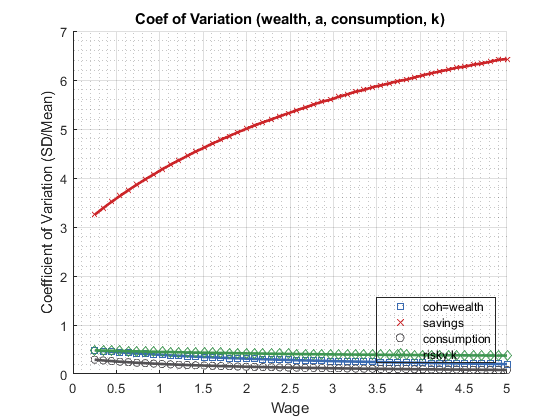 Coef of Variation (wealth, a, consumption, k)
Coefficient of Variation (SD/Mean)
7
6
5
4
3
2
1
0
coh=wealth
savings
consumption
risky k
0 0.5 1 1.5 2 2.5 3 3.5 4 4.5 5
Wage